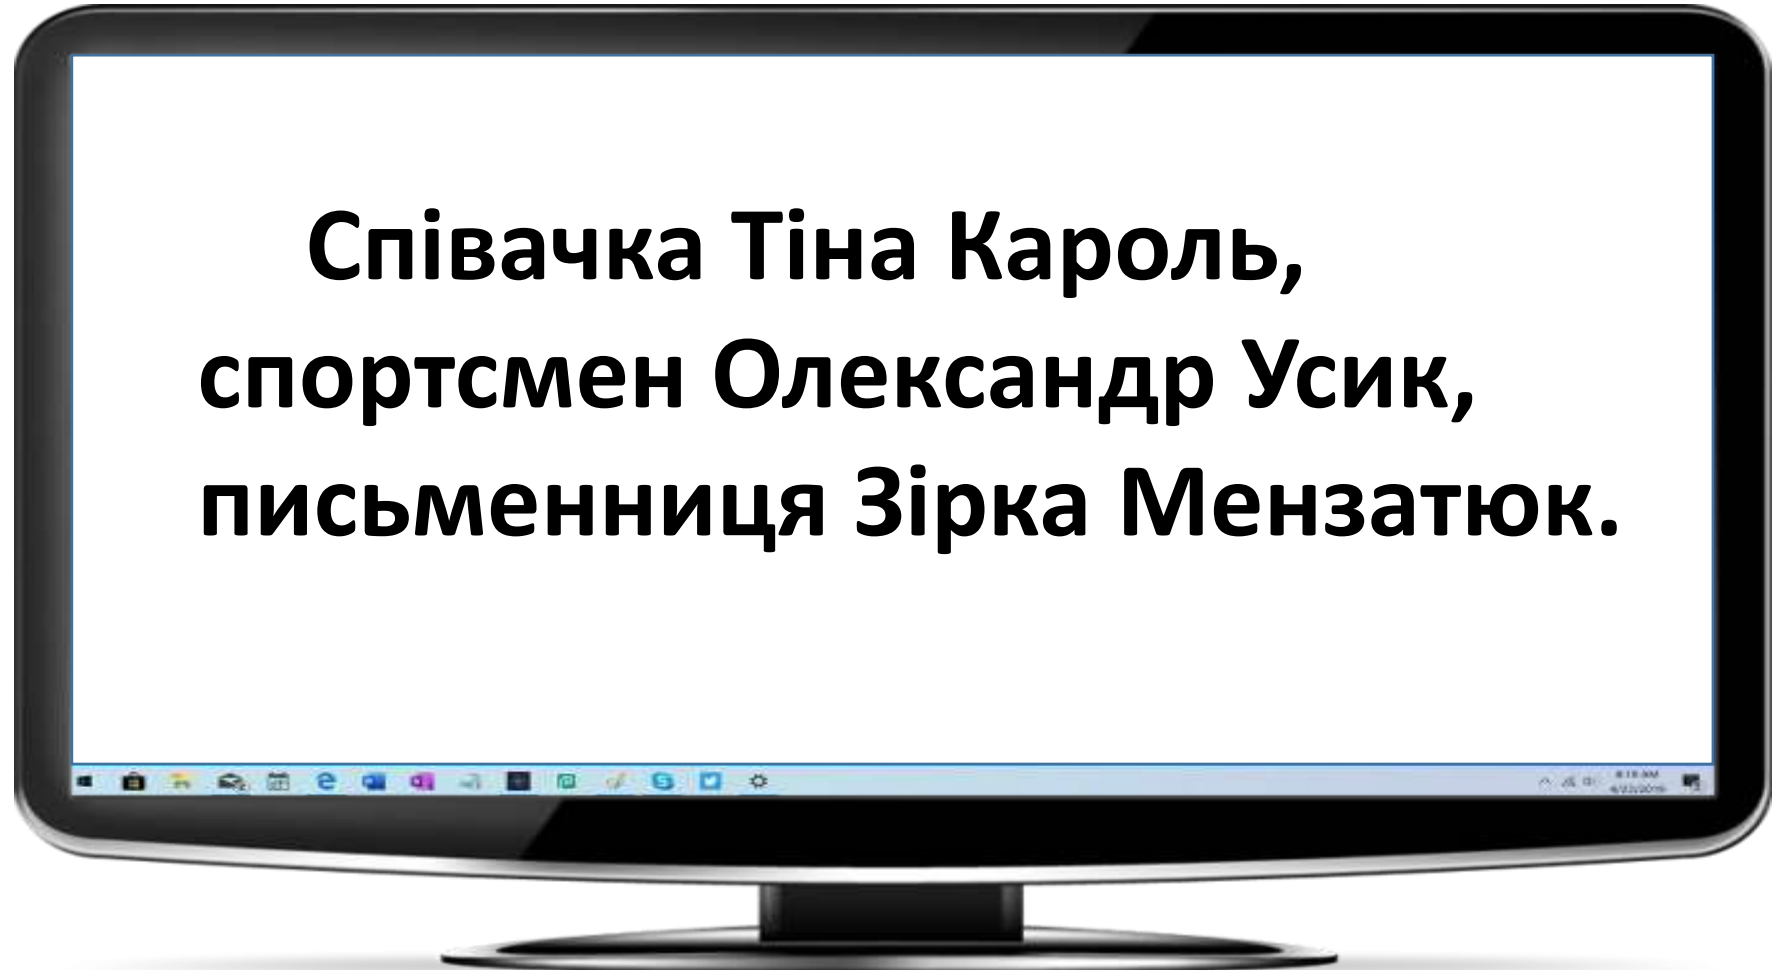 Співачка Тіна Кароль,
спортсмен Олександр Усик,
письменниця Зірка Мензатюк.